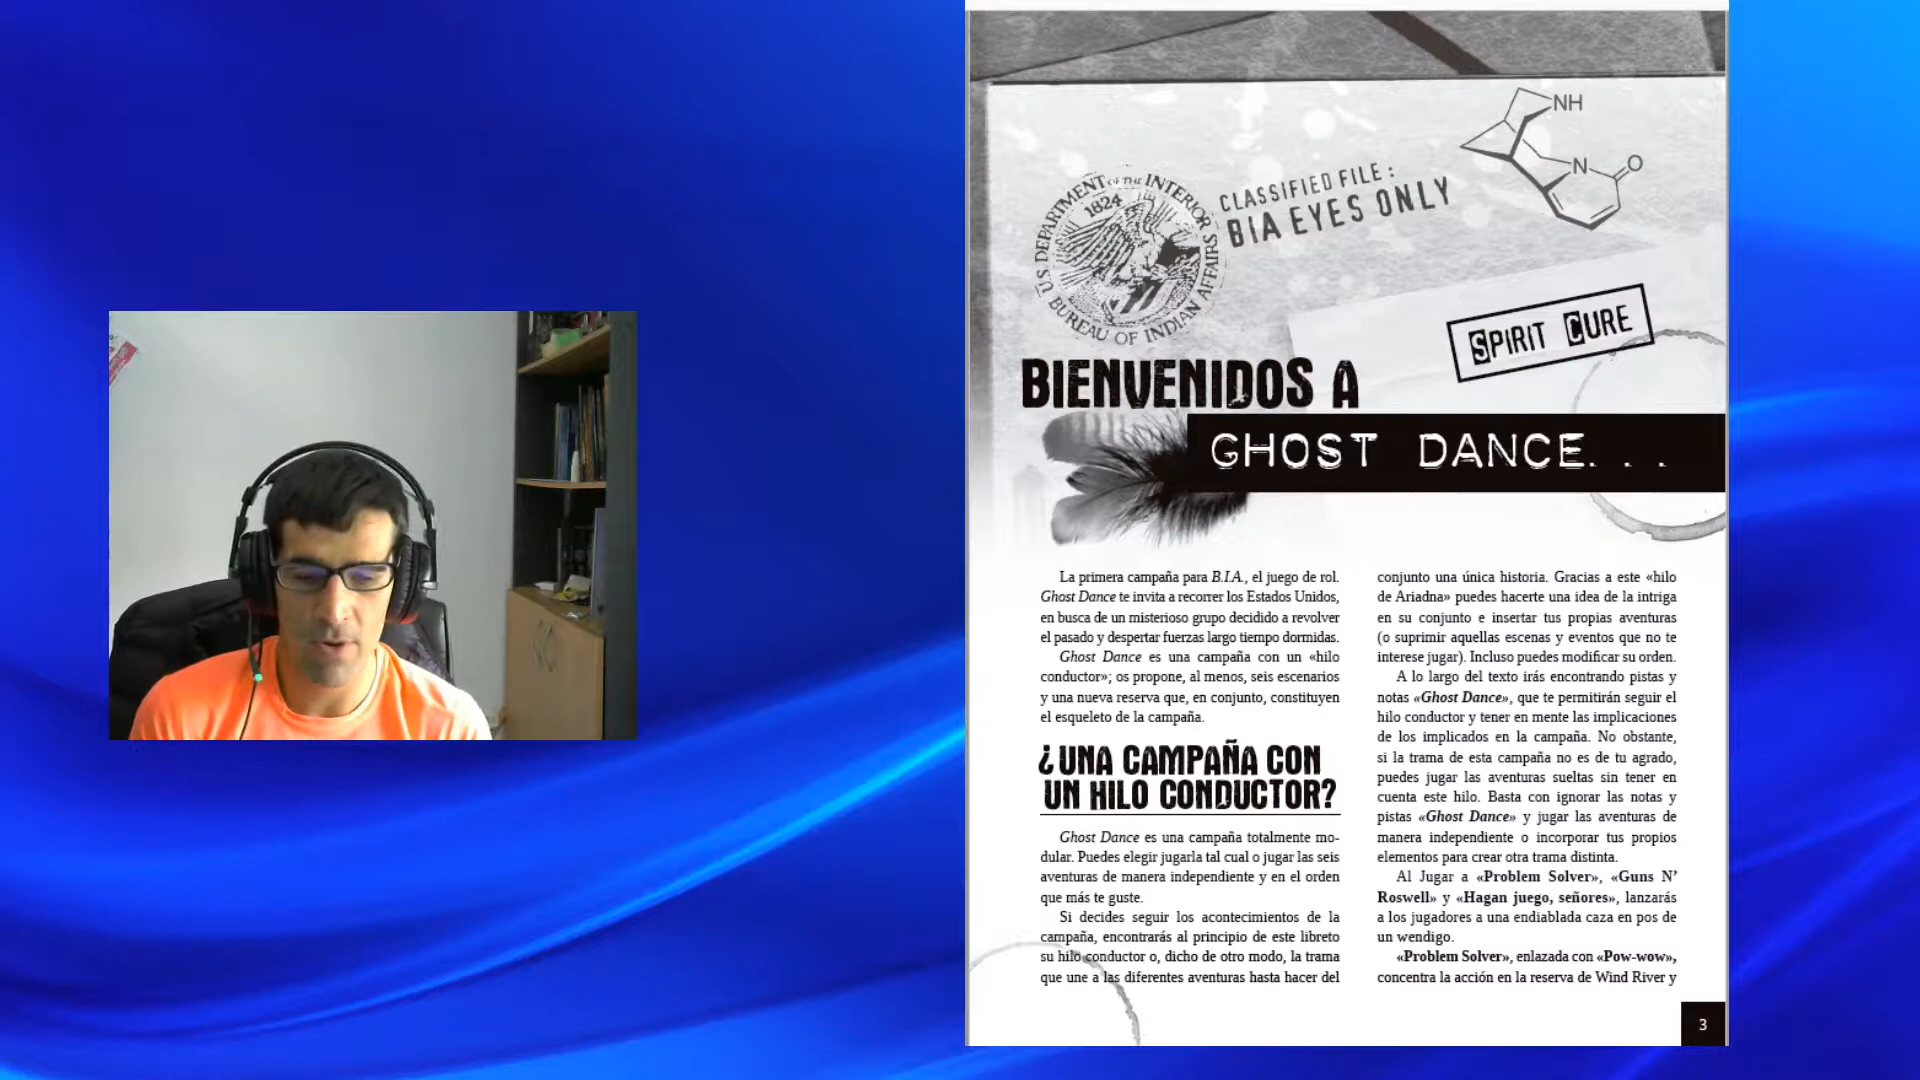 NH
N
O
U.S. DEPARTMENT OF THE INTERIOR
1824
BUREAU OF INDIAN AFFAIRS
CLASSIFIED FILE :
BIA EYES ONLY
SPIRIT CURE
BIENVENIDOS A
GHOST DANCE...
La primera campaña para B.I.A., el juego de rol.
Ghost Dance te invita a recorrer los Estados Unidos,
en busca de un misterioso grupo decidido a revolver
el pasado y despertar fuerzas largo tiempo dormidas.
Ghost Dance es una campaña con un «hilo
conductor»; os propone, al menos, seis escenarios
y una nueva reserva que, en conjunto, constituyen
el esqueleto de la campaña.
¿UNA CAMPAÑA CON
UN HILO CONDUCTOR?
Ghost Dance es una campaña totalmente mo-
dular. Puedes elegir jugarla tal cual o jugar las seis
aventuras de manera independiente y en el orden
que más te guste.
Si decides seguir los acontecimientos de la
campaña, encontrarás al principio de este libreto
su hilo conductor o, dicho de otro modo, la trama
que une a las diferentes aventuras hasta hacer del
conjunto una única historia. Gracias a este «hilo
de Ariadna» puedes hacerte una idea de la intriga
en su conjunto e insertar tus propias aventuras
(o suprimir aquellas escenas y eventos que no te
interese jugar). Incluso puedes modificar su orden.
A lo largo del texto irás encontrando pistas y
notas «Ghost Dance», que te permitirán seguir el
hilo conductor y tener en mente las implicaciones
de los implicados en la campaña. No obstante,
si la trama de esta campaña no es de tu agrado,
puedes jugar las aventuras sueltas sin tener en
cuenta este hilo. Basta con ignorar las notas y
pistas «Ghost Dance» y jugar las aventuras de
manera independiente o incorporar tus propios
elementos para crear otra trama distinta.
Al Jugar a «Problem Solver», «Guns N’
Roswell» y «Hagan juego, señores», lanzarás
a los jugadores a una endiablada caza en pos de
un wendigo.
«Problem Solver», enlazada con «Pow-wow»,
concentra la acción en la reserva de Wind River y
3